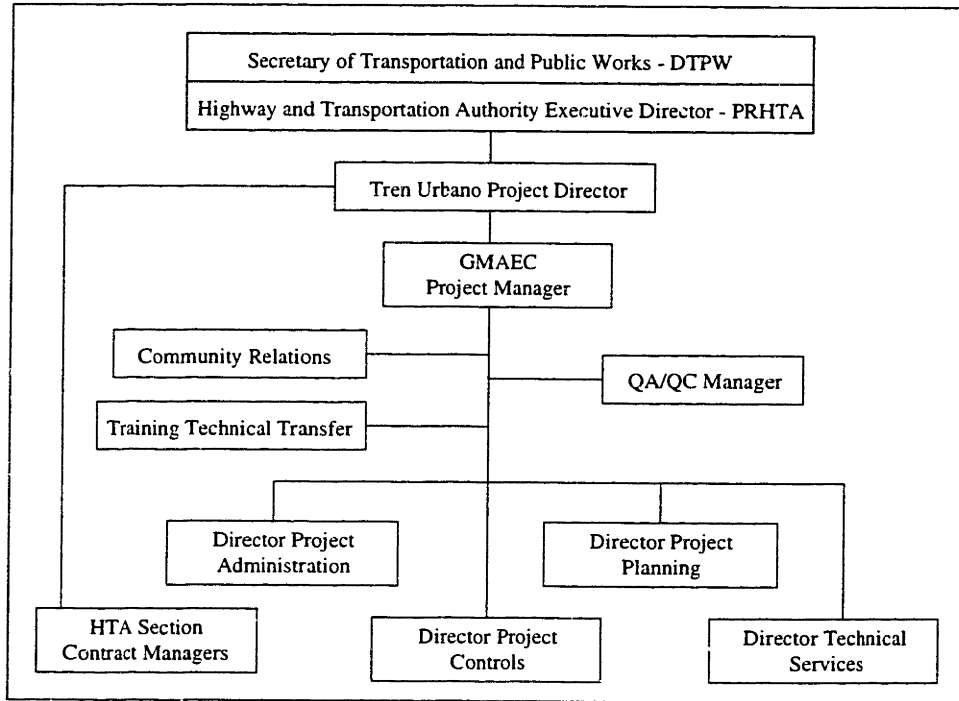 Secretary of Transportation and Public Works - DTPW
Highway and Transportation Authority Executive Director - PRHTA
Tren Urbano Project Director
GMAEC
Project Manager
Community Relations
QA/QC Manager
Training Technical Transfer
Director Project
Administration
Director Project
Planning
HTA Section
Contract Managers
Director Project
Controls
Director Technical
Services